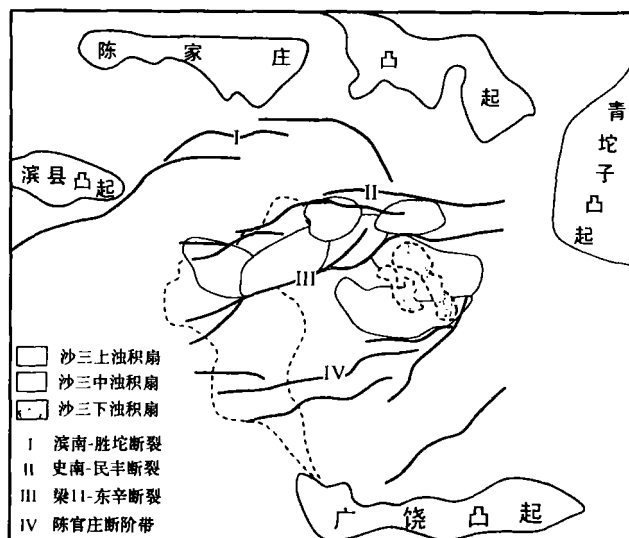 陈家庄
凸起
青坨子凸起
滨县凸起
I
II
III
IV
广饶凸起
沙三上浊积扇
沙三中浊积扇
沙三下浊积扇
I 滨南-胜坨断裂
II 史南-民丰断裂
III 梁11-东辛断裂
IV 陈官庄断阶带